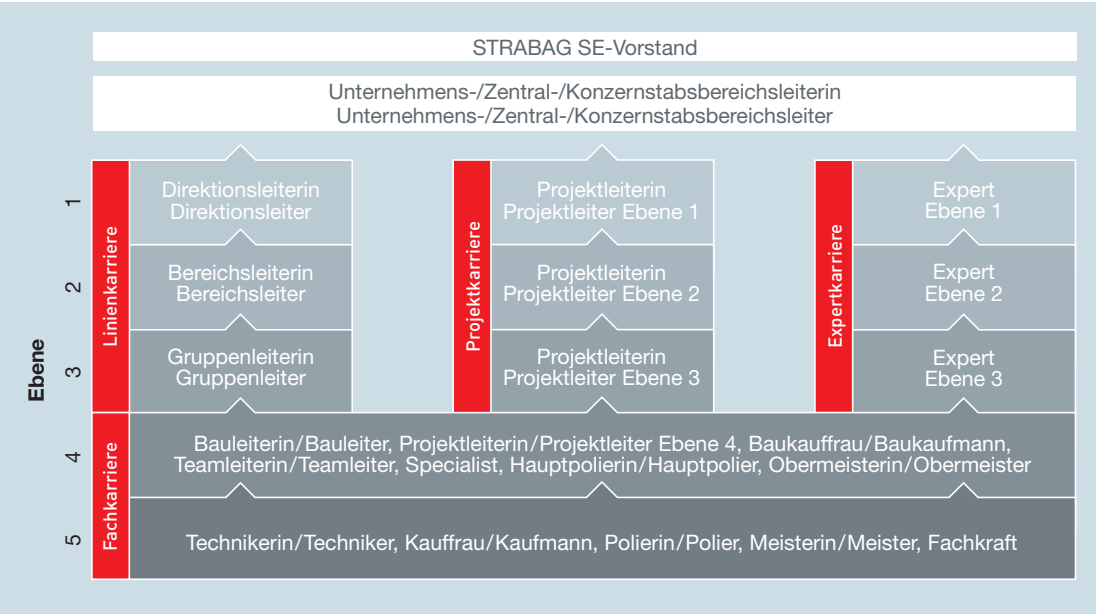 STRABAG SE-Vorstand
Unternehmens-/Zentral-/Konzernstabsbereichsleiterin
Unternehmens-/Zentral-/Konzernstabsbereichsleiter
Ebene
1
2
3
4
5
Linienkarriere
Direktionsleiterin
Direktionsleiter
Bereichsleiterin
Bereichsleiter
Gruppenleiterin
Gruppenleiter
Projektkarriere
Projektleiterin
Projektleiter Ebene 1
Projektleiterin
Projektleiter Ebene 2
Projektleiterin
Projektleiter Ebene 3
Expertkarriere
Expert
Ebene 1
Expert
Ebene 2
Expert
Ebene 3
Fachkarriere
Bauleiterin/Bauleiter, Projektleiterin/Projektleiter Ebene 4, Baukauffrau/Baukaufmann,
Teamleiterin/Teamleiter, Specialist, Hauptpolierin/Hauptpolier, Obermeisterin/Obermeister
Technikerin/Techniker, Kauffrau/Kaufmann, Polierin/Polier, Meisterin/Meister, Fachkraft